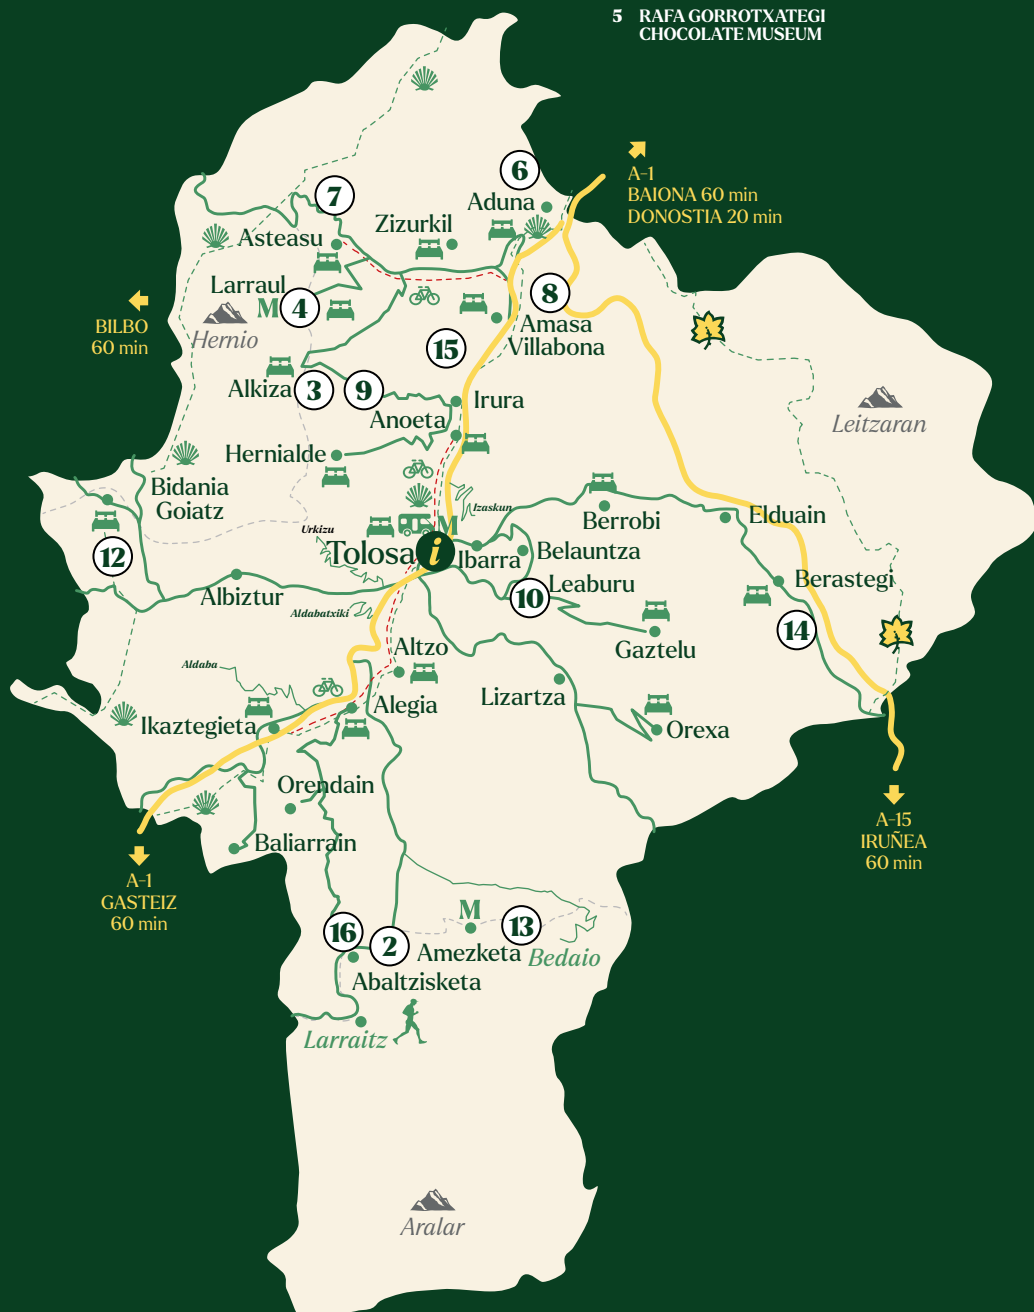 5 RAFA GORROTXATEGI
CHOCOLATE MUSEUM
A-1
BAIONA 60 min
DONOSTIA 20 min
6
Aduna
7
Zizurkil
Asteasu
Larraul
M
4
8
BILBO
60 min
Hernio
Amasa
Villabona
15
Alkiza
3
9
Irura
Anoeta
Leitzaran
Hernialde
Bidania
Goiatz
Izaskun
Berrobi
Elduain
Urkizu
M
Tolosa
i
Ibarra
Belauntza
12
Albiztur
10
Leaburu
Berastegi
Aldabatxiki
14
Gaztelu
Altzo
Aldaba
Lizartza
Alegia
Ikaztegieta
Orexa
Orendain
A-15
IRUÑEA
60 min
Baliarrain
A-1
GASTEIZ
60 min
M
16
2
13
Amezketa
Bedaio
Abaltzisketa
Larraitz
Aralar